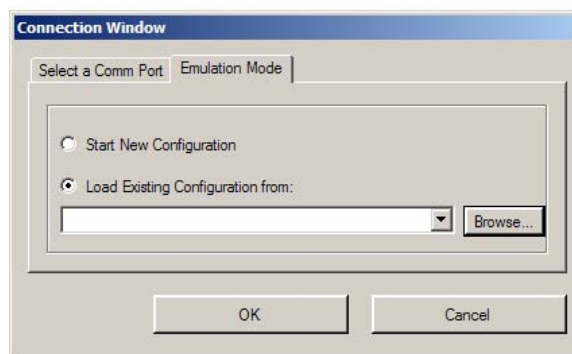 Connection Window
Select a Comm Port
Emulation Mode
Start New Configuration
Load Existing Configuration from:
Browse...
OK
Cancel